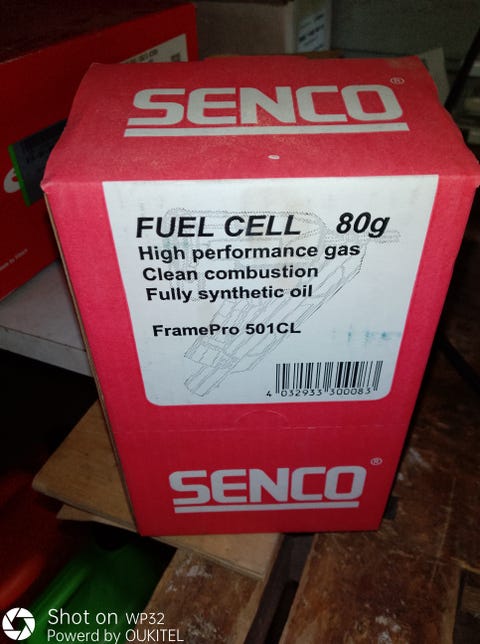 SENCO®
FUEL CELL 80g
High performance gas
Clean combustion
Fully synthetic oil
FramePro 501CL
4 032933 300083
SENCO®
Shot on WP32
Powerd by OUKITEL